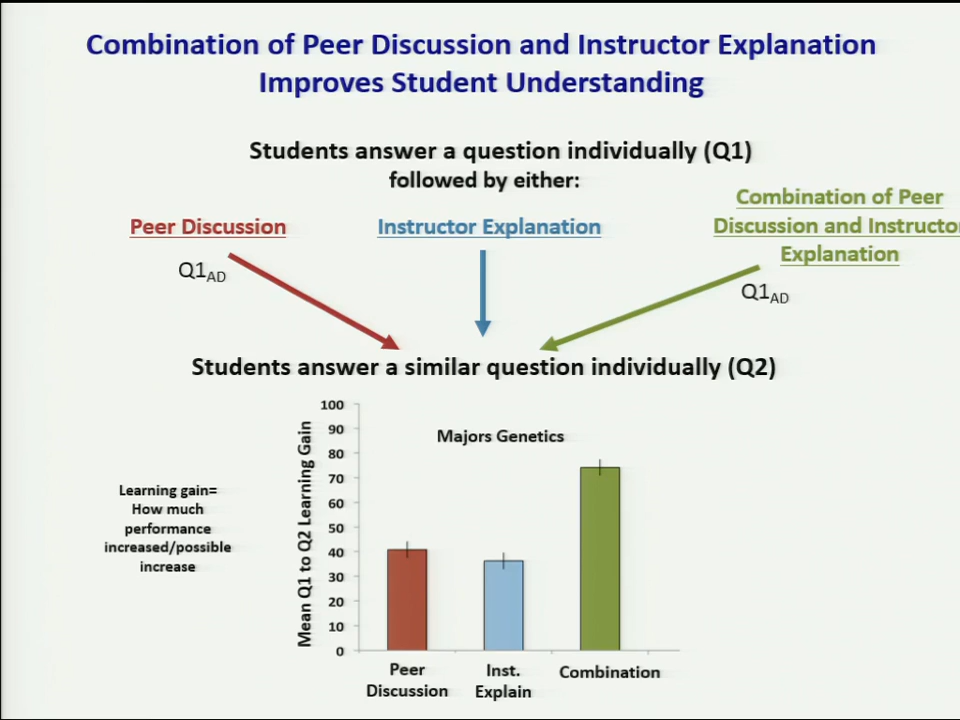 Combination of Peer Discussion and Instructor Explanation
Improves Student Understanding
Students answer a question individually (Q1)
followed by either:
Peer Discussion
Q1AD
Instructor Explanation
Combination of Peer
Discussion and Instructor
Explanation
Q1AD
Students answer a similar question individually (Q2)
Learning gain=
How much
performance
increased/possible
increase
Mean Q1 to Q2 Learning Gain
100
90
80
70
60
50
40
30
20
10
0
Majors Genetics
Peer
Discussion
Inst.
Explain
Combination